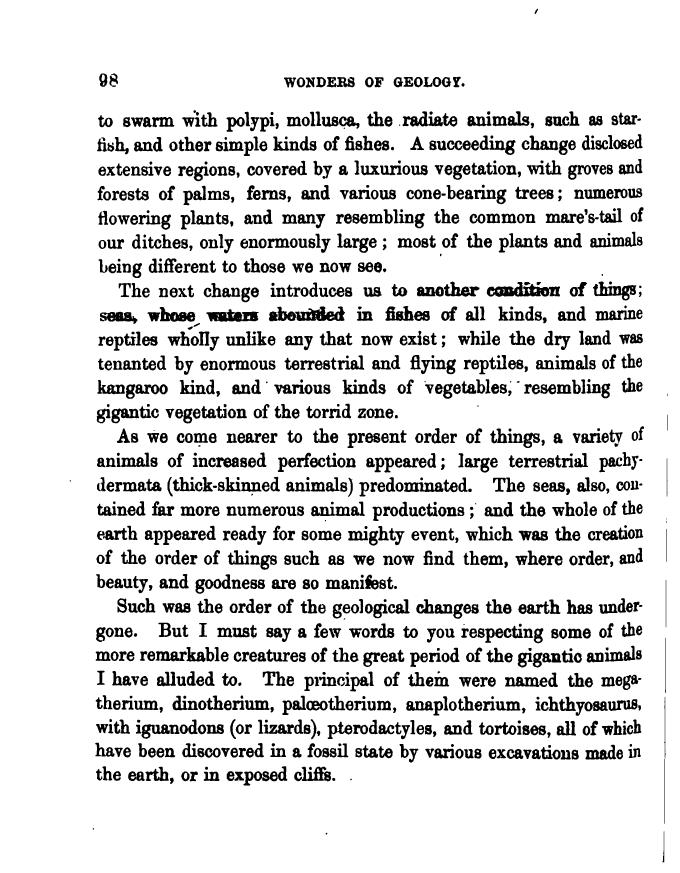 98 WONDERS OF GEOLOGY.
to swarm with polypi, mollusca, the radiate animals, such as star-
fish, and other simple kinds of fishes. A succeeding change disclosed
extensive regions, covered by a luxurious vegetation, with groves and
forests of palms, ferns, and various cone-bearing trees; numerous
flowering plants, and many resembling the common mare's-tail of
our ditches, only enormously large; most of the plants and animals
being different to those we now see.
The next change introduces us to another condition of things;
seas, whose waters abounded in fishes of all kinds, and marine
reptiles wholly unlike any that now exist; while the dry land was
tenanted by enormous terrestrial and flying reptiles, animals of the
kangaroo kind, and various kinds of vegetables, resembling the
gigantic vegetation of the torrid zone.
As we come nearer to the present order of things, a variety of
animals of increased perfection appeared; large terrestrial pachy-
dermata (thick-skinned animals) predominated. The seas, also, con-
tained far more numerous animal productions; and the whole of the
earth appeared ready for some mighty event, which was the creation
of the order of things such as we now find them, where order, and
beauty, and goodness are so manifest.
Such was the order of the geological changes the earth has under-
gone. But I must say a few words to you respecting some of the
more remarkable creatures of the great period of the gigantic animals
I have alluded to. The principal of them were named the mega-
therium, dinotherium, palœotherium, anaplotherium, ichthyosaurus,
with iguanodons (or lizards), pterodactyles, and tortoises, all of which
have been discovered in a fossil state by various excavations made in
the earth, or in exposed cliffs.